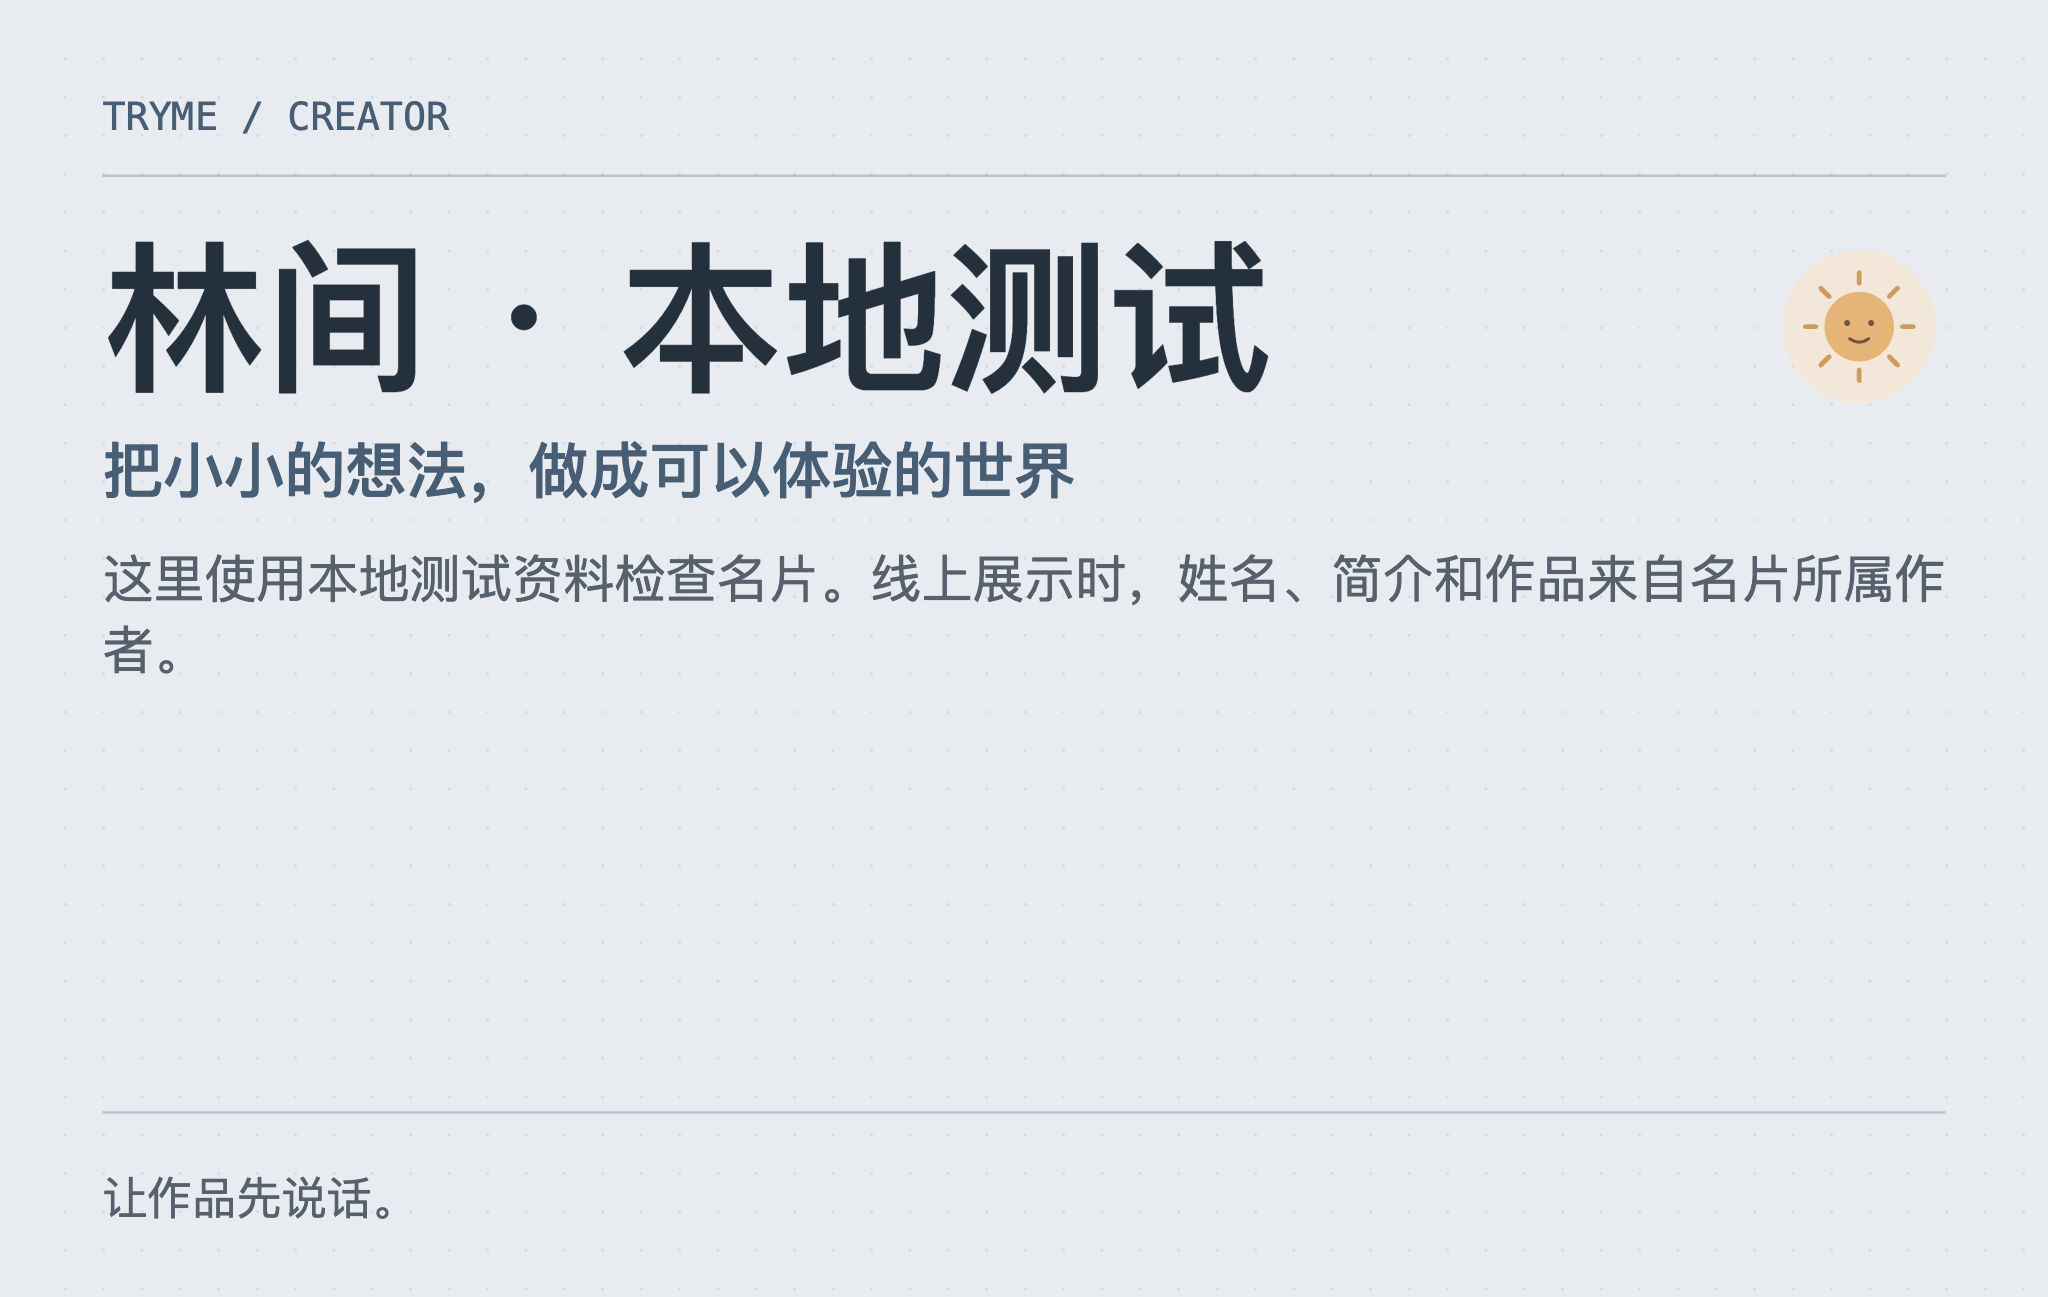 TRYME / CREATOR
林间 · 本地测试
把小小的想法，做成可以体验的世界
这里使用本地测试资料检查名片。线上展示时，姓名、简介和作品来自名片所属作
者。
让作品先说话。